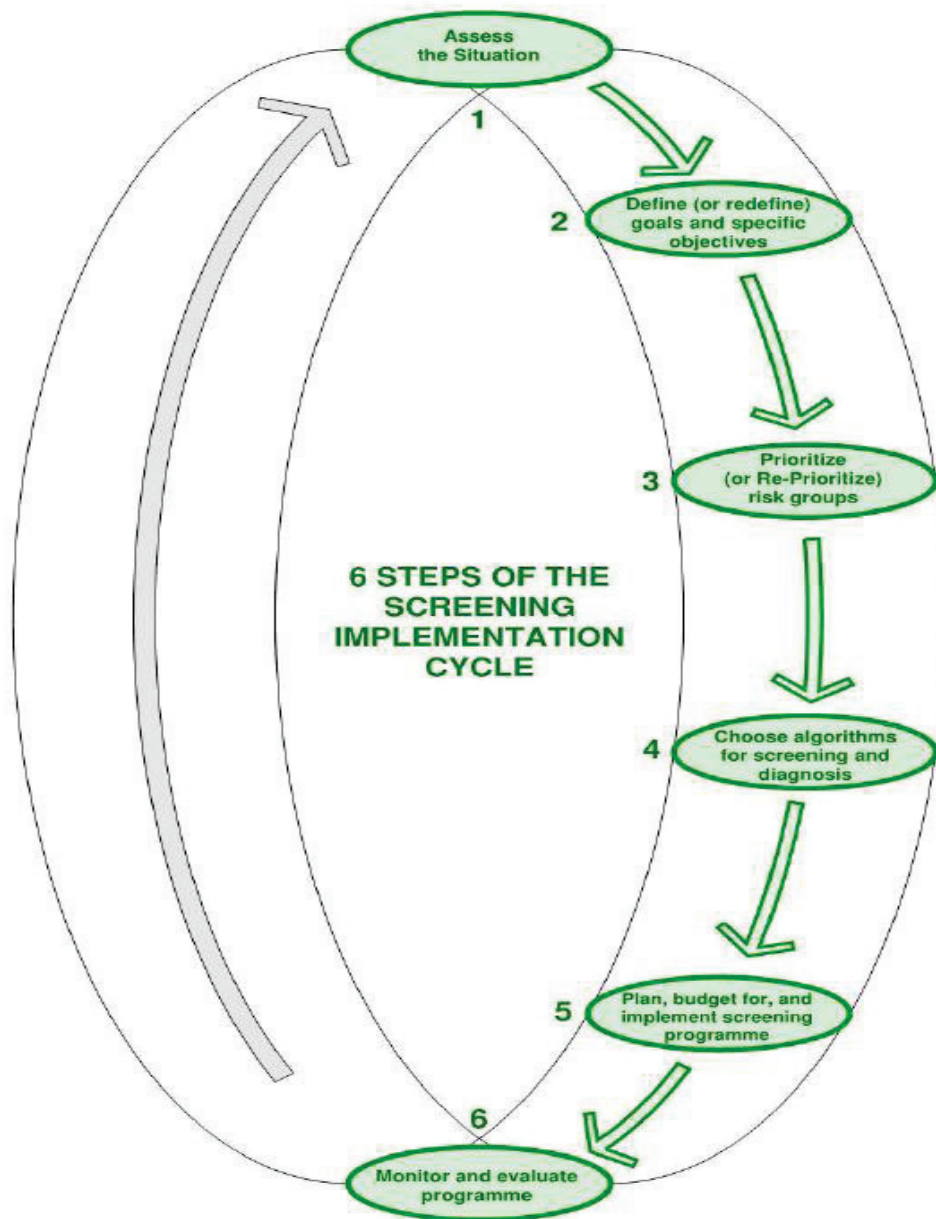 Assess
the Situation
1
2
Define (or redefine)
goals and specific
objectives
3
Prioritize
(or Re-Prioritize)
risk groups
6 STEPS OF THE
SCREENING
IMPLEMENTATION
CYCLE
4
Choose algorithms
for screening and
diagnosis
5
Plan, budget for, and
implement screening
programme
6
Monitor and evaluate
programme